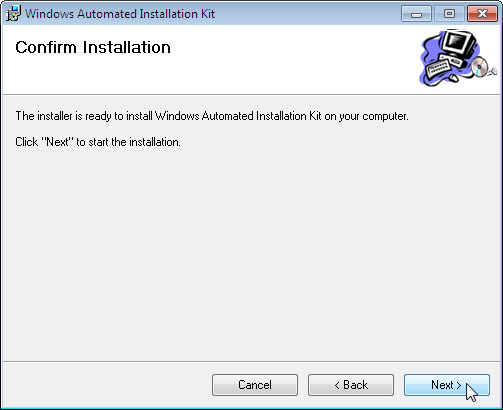 Windows Automated Installation Kit
Confirm Installation
The installer is ready to install Windows Automated Installation Kit on your computer.
Click "Next" to start the installation.
Cancel
< Back
Next >